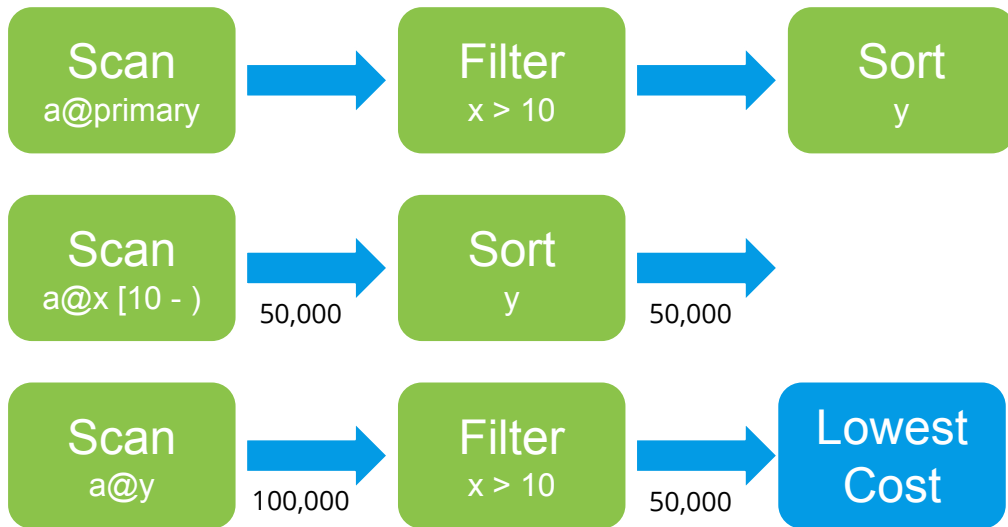 Scan
a@primary
Filter
x > 10
Sort
y
Scan
a@x [10 - )
50,000
Sort
y
50,000
Scan
a@y
100,000
Filter
x > 10
50,000
Lowest
Cost